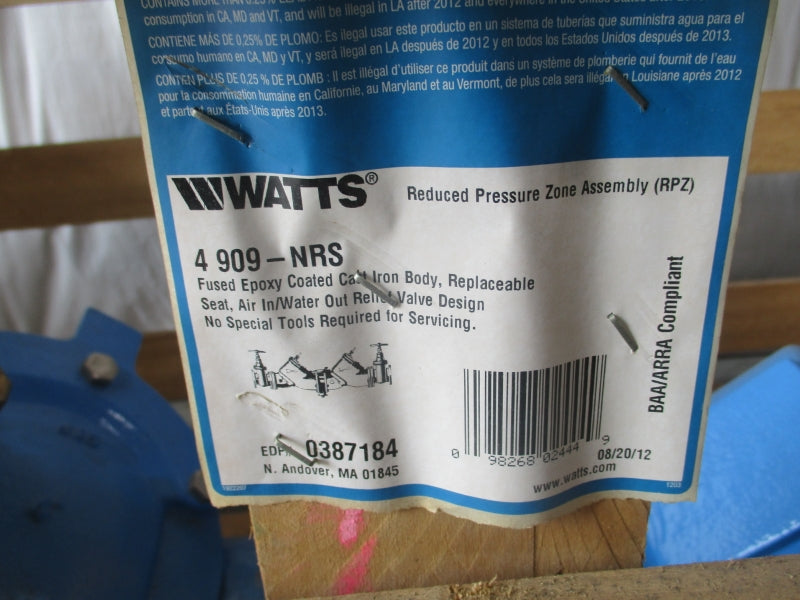 CONTAINS MORE THAN 0.25% LEAD
consumption in CA, MD and VT, and will be illegal in LA after 2012 and everywhere in the United States after 2013.
CONTIENE MÁS DE 0,25% DE PLOMO: Es ilegal usar este producto en un sistema de tuberías que suministra agua para el
consumo humano en CA, MD y VT, y será ilegal en LA después de 2012 y en todos los Estados Unidos después de 2013.
CONTIEN PLUS DE 0,25 % DE PLOMB : Il est illégal d'utiliser ce produit dans un système de plomberie qui fournit de l'eau
pour la consommation humaine en Californie, au Maryland et au Vermont, de plus cela sera illégal en Louisiane après 2012
et partout aux États-Unis après 2013.
WATTS®
Reduced Pressure Zone Assembly (RPZ)
4 909-NRS
Fused Epoxy Coated Cast Iron Body, Replaceable
Seat, Air In/Water Out Relief Valve Design
No Special Tools Required for Servicing.
BAA/ARRA Compliant
EDP# 0387184
N. Andover, MA 01845
0 98268 02444 9
08/20/12
www.watts.com
1203